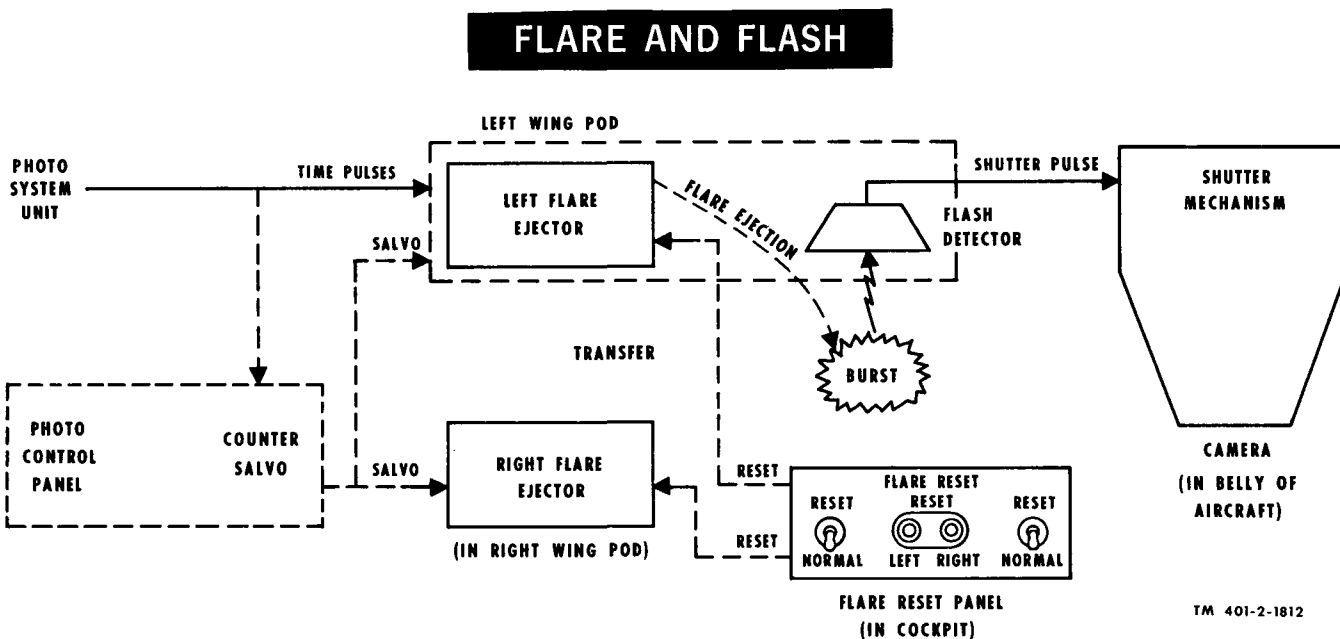 FLARE AND FLASH
LEFT WING POD
PHOTO
SYSTEM
UNIT
TIME PULSES
LEFT FLARE
EJECTOR
FLARE EJECTION
SHUTTER PULSE
FLASH
DETECTOR
SHUTTER
MECHANISM
SALVO
TRANSFER
BURST
PHOTO
CONTROL
PANEL
COUNTER
SALVO
SALVO
RIGHT FLARE
EJECTOR
(IN RIGHT WING POD)
RESET
RESET
FLARE RESET
RESET
RESET
RESET
NORMAL
LEFT
RIGHT
NORMAL
FLARE RESET PANEL
(IN COCKPIT)
CAMERA
(IN BELLY OF
AIRCRAFT)
TM 401-2-1812